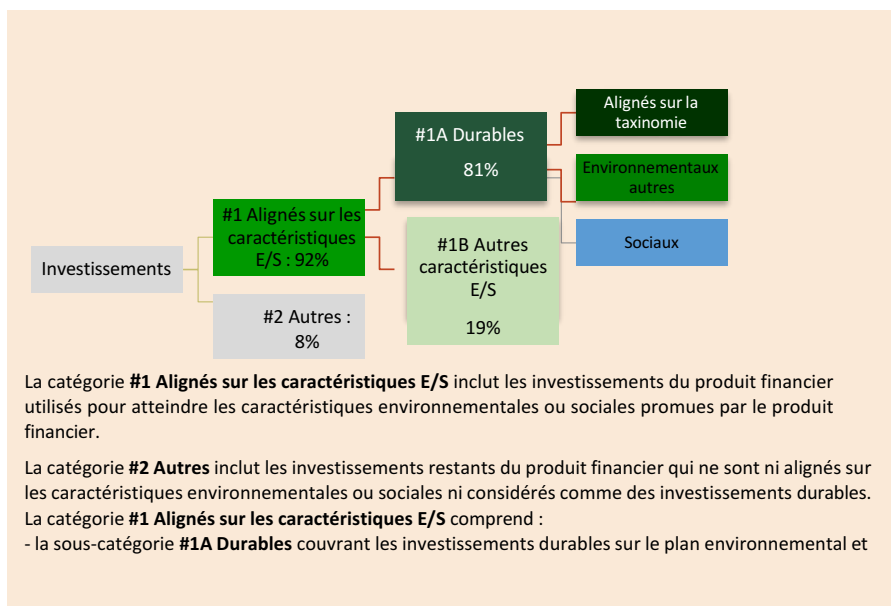 Alignés sur la
taxinomie
#1A Durables
81%
Environnementaux
autres
#1 Alignés sur les
caractéristiques
E/S : 92%
#1B Autres
caractéristiques
E/S
19%
Sociaux
Investissements
#2 Autres :
8%
La catégorie #1 Alignés sur les caractéristiques E/S inclut les investissements du produit financier
utilisés pour atteindre les caractéristiques environnementales ou sociales promues par le produit
financier.
La catégorie #2 Autres inclut les investissements restants du produit financier qui ne sont ni alignés sur
les caractéristiques environnementales ou sociales ni considérés comme des investissements durables.
La catégorie #1 Alignés sur les caractéristiques E/S comprend :
- la sous-catégorie #1A Durables couvrant les investissements durables sur le plan environnemental et